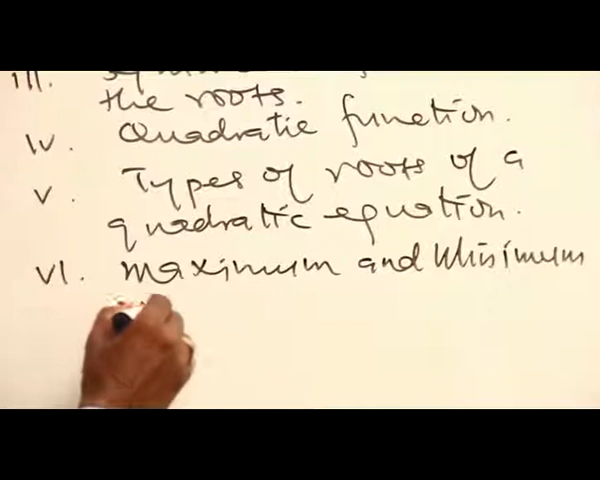 III.
the roots.
IV. Quadratic function.
V. Types of roots of a
quadratic equation.
VI. Maximum and Minimum